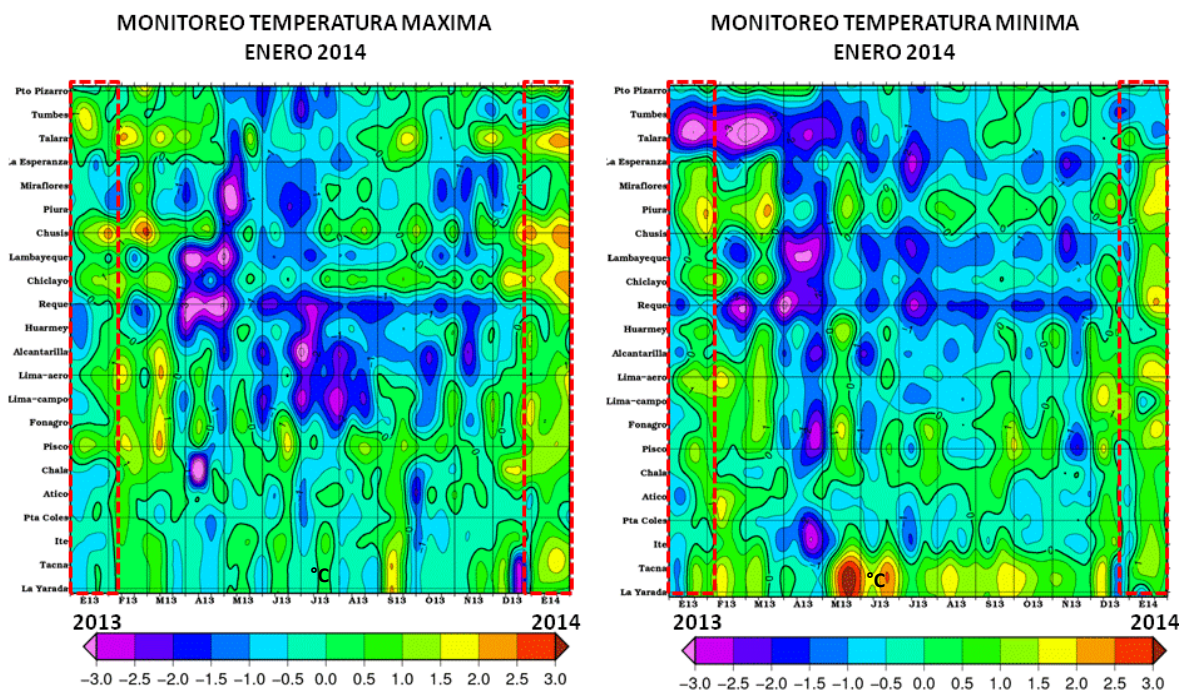 MONITOREO TEMPERATURA MAXIMA
ENERO 2014
Pto Pizarro
Tumbes
Talara
La Esperanza
Miraflores
Piura
Chusis
Lambayeque
Chiclayo
Reque
Huarmey
Alcantarilla
Lima-aero
Lima-campo
Fonagro
Pisco
Chala
Atico
Pta Coles
Ite
Tacna
La Yarada
°C
E13 F13 M13 A13 M13 J13 J13 A13 S13 O13 N13 D13 E14
2013 2014
-3.0 -2.5 -2.0 -1.5 -1.0 -0.5 0.0 0.5 1.0 1.5 2.0 2.5 3.0
MONITOREO TEMPERATURA MINIMA
ENERO 2014
Pto Pizarro
Tumbes
Talara
La Esperanza
Miraflores
Piura
Chusis
Lambayeque
Chiclayo
Reque
Huarmey
Alcantarilla
Lima-aero
Lima-campo
Fonagro
Pisco
Chala
Atico
Pta Coles
Ite
Tacna
La Yarada
°C
E13 F13 M13 A13 M13 J13 J13 A13 S13 O13 N13 D13 E14
2013 2014
-3.0 -2.5 -2.0 -1.5 -1.0 -0.5 0.0 0.5 1.0 1.5 2.0 2.5 3.0